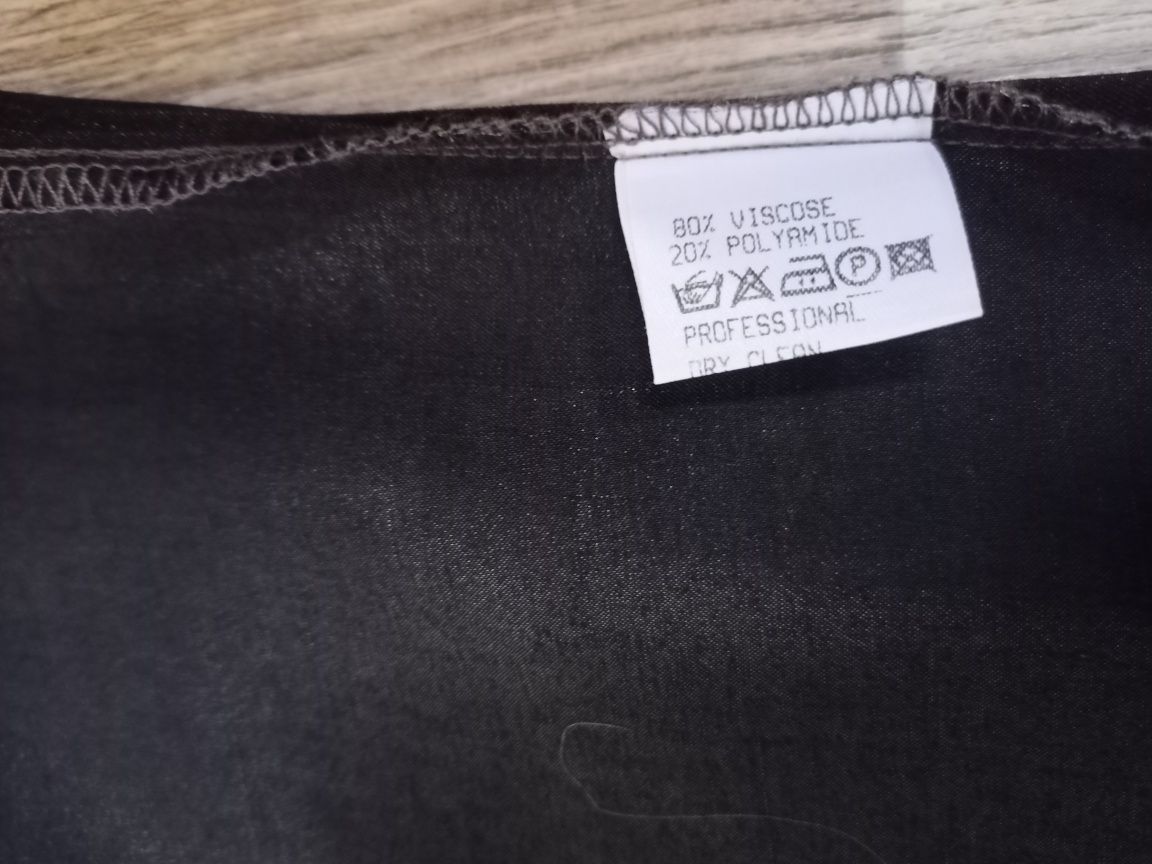 80% VISCOSE
20% POLYAMIDE
P
PROFESSIONAL
DRY CLEAN